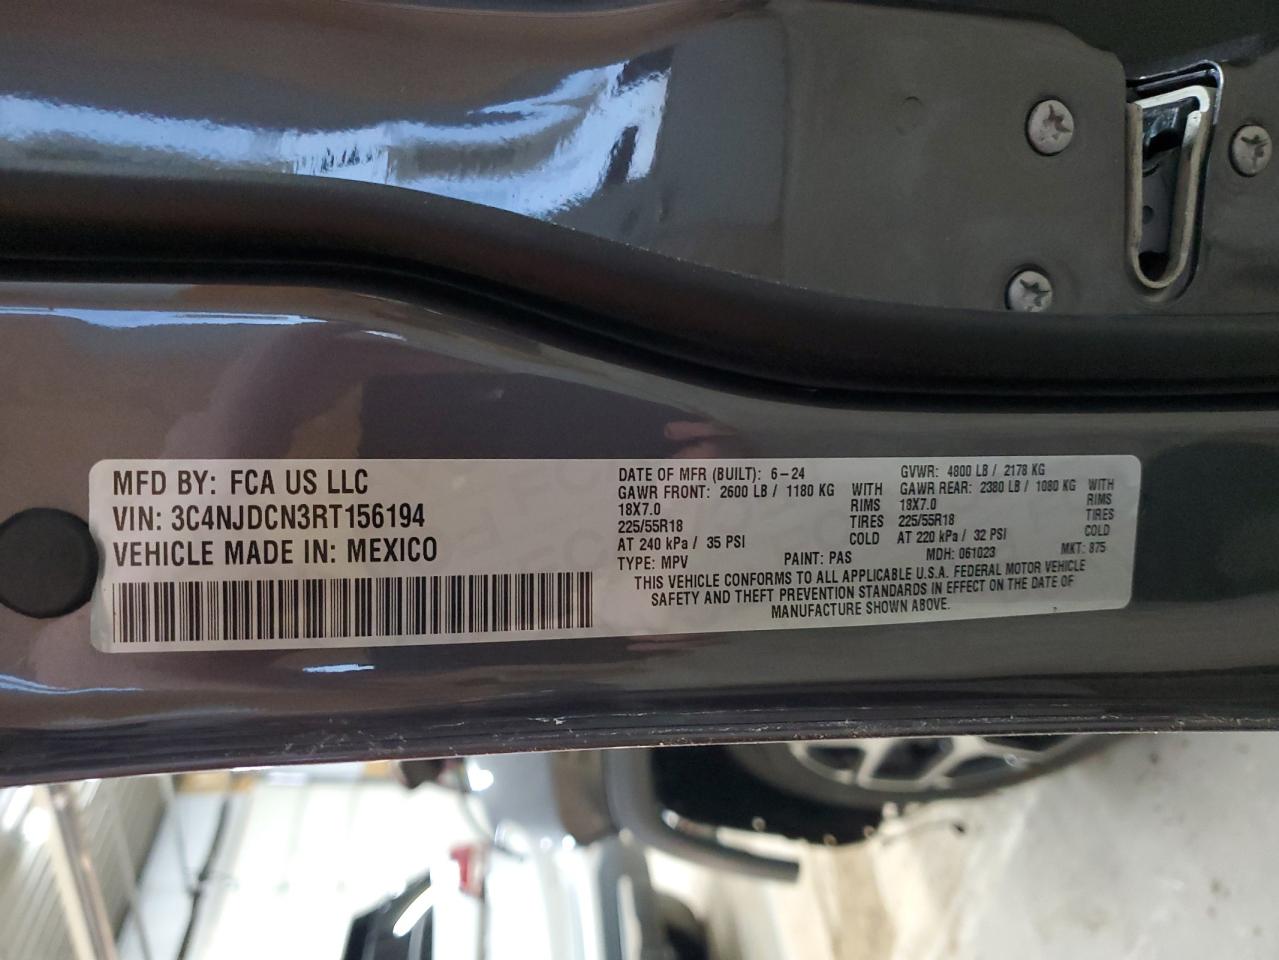 MFD BY: FCA US LLC
VIN: 3C4NJDCN3RT156194
VEHICLE MADE IN: MEXICO
DATE OF MFR (BUILT): 6-24
GAWR FRONT: 2600 LB / 1180 KG WITH
18X7.0 RIMS
225/55R18 TIRES
AT 240 kPa / 35 PSI COLD
GVWR: 4800 LB / 2178 KG
GAWR REAR: 2380 LB / 1080 KG WITH
18X7.0 RIMS
225/55R18 TIRES
AT 220 kPa / 32 PSI COLD
TYPE: MPV PAINT: PAS MDH: 061023 MKT: 875
THIS VEHICLE CONFORMS TO ALL APPLICABLE U.S.A. FEDERAL MOTOR VEHICLE
SAFETY AND THEFT PREVENTION STANDARDS IN EFFECT ON THE DATE OF
MANUFACTURE SHOWN ABOVE.